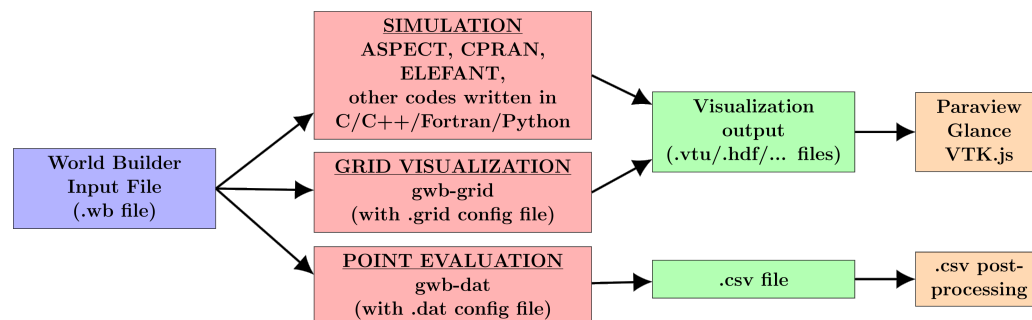 World Builder
Input File
(.wb file)
SIMULATION
ASPECT, CPRAN,
ELEFANT,
other codes written in
C/C++/Fortran/Python
GRID VISUALIZATION
gwb-grid
(with .grid config file)
POINT EVALUATION
gwb-dat
(with .dat config file)
Visualization
output
(.vtu/.hdf/... files)
.csv file
Paraview
Glance
VTK.js
.csv post-
processing